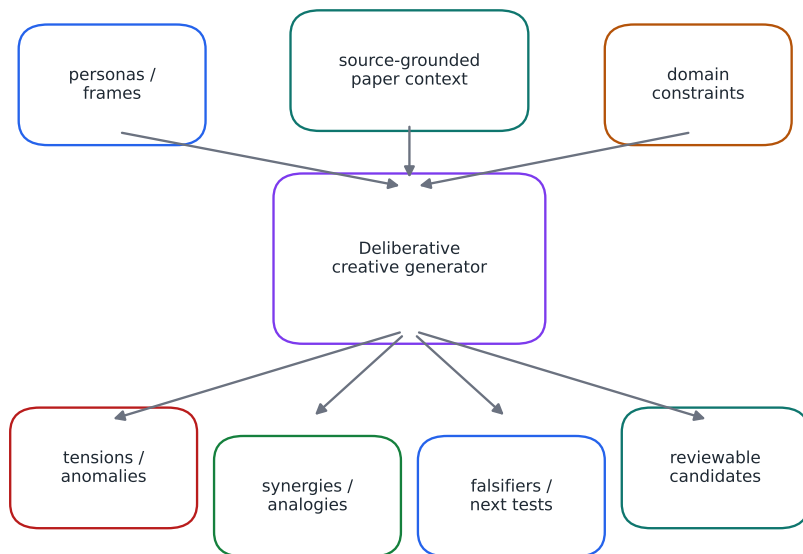 personas /
frames
source-grounded
paper context
domain
constraints
Deliberative
creative generator
tensions /
anomalies
synergies /
analogies
falsifiers /
next tests
reviewable
candidates